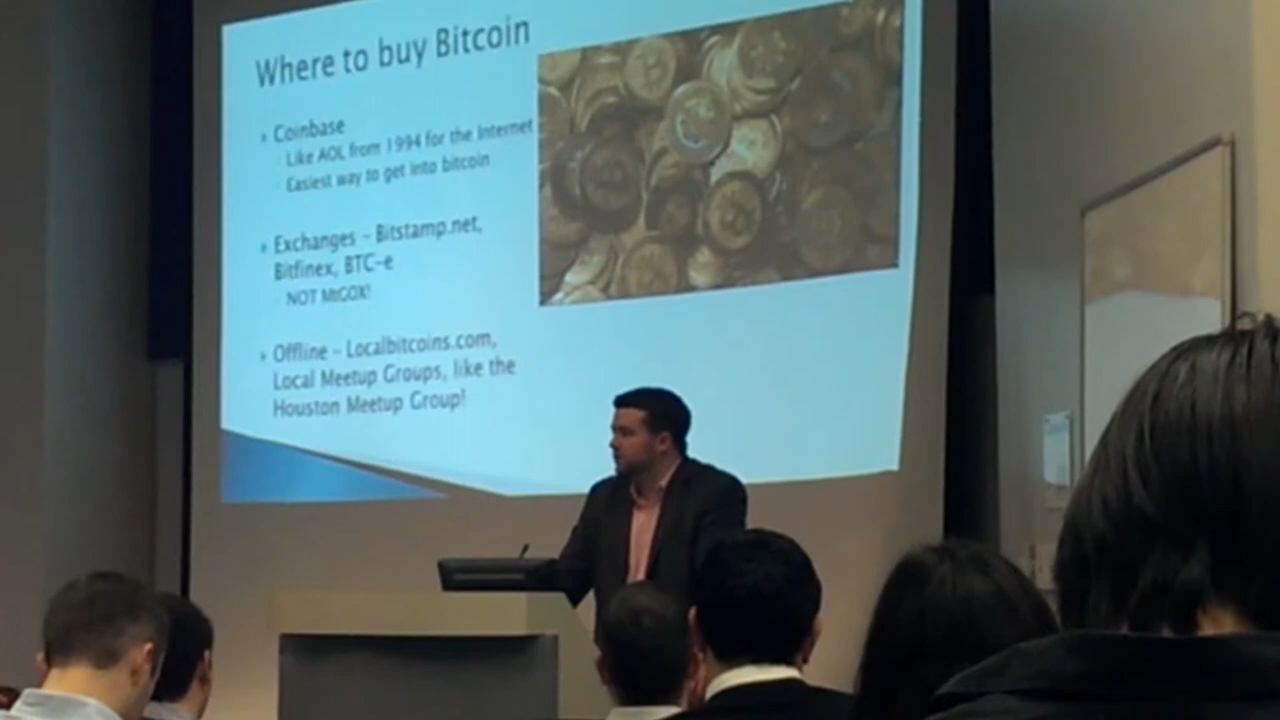 Where to buy Bitcoin
Coinbase
Like AOL from 1994 for the Internet
Easiest way to get into bitcoin
Exchanges - Bitstamp.net,
Bitfinex, BTC-e
NOT MtGOX!
Offline - Localbitcoins.com,
Local Meetup Groups, like the
Houston Meetup Group!